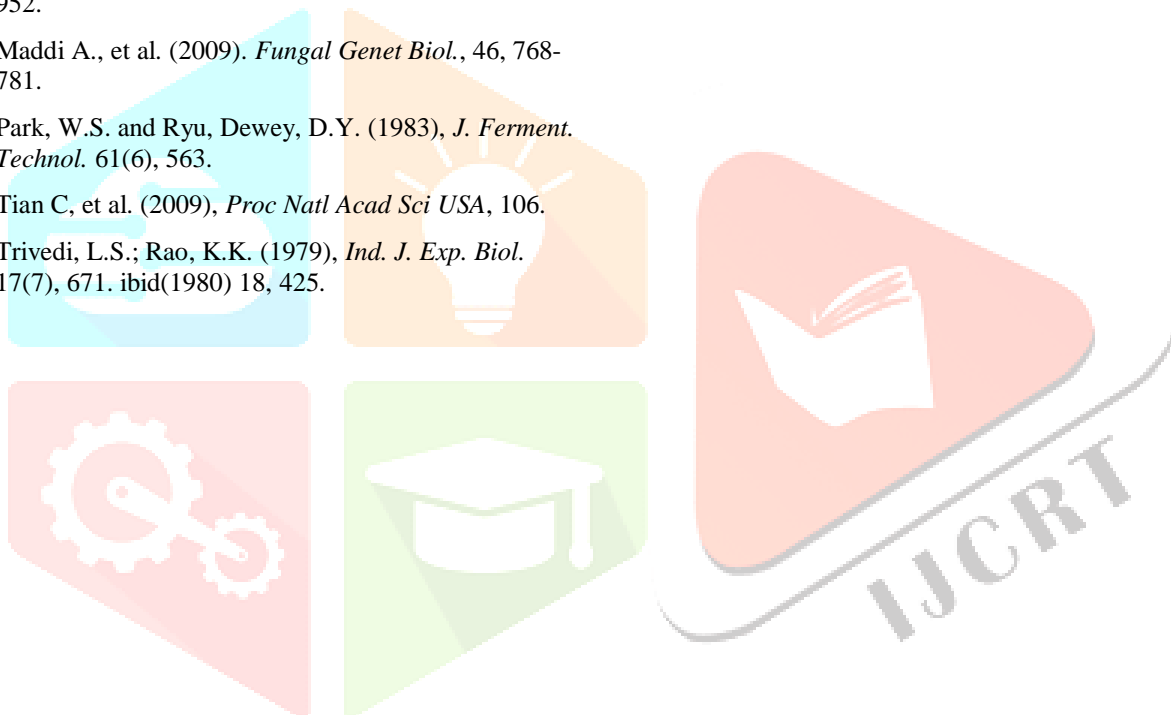 952.
Maddi A., et al. (2009). Fungal Genet Biol., 46, 768-
781.
Park, W.S. and Ryu, Dewey, D.Y. (1983), J. Ferment.
Technol. 61(6), 563.
Tian C, et al. (2009), Proc Natl Acad Sci USA, 106.
Trivedi, L.S.; Rao, K.K. (1979), Ind. J. Exp. Biol.
17(7), 671. ibid(1980) 18, 425.
IJCRT